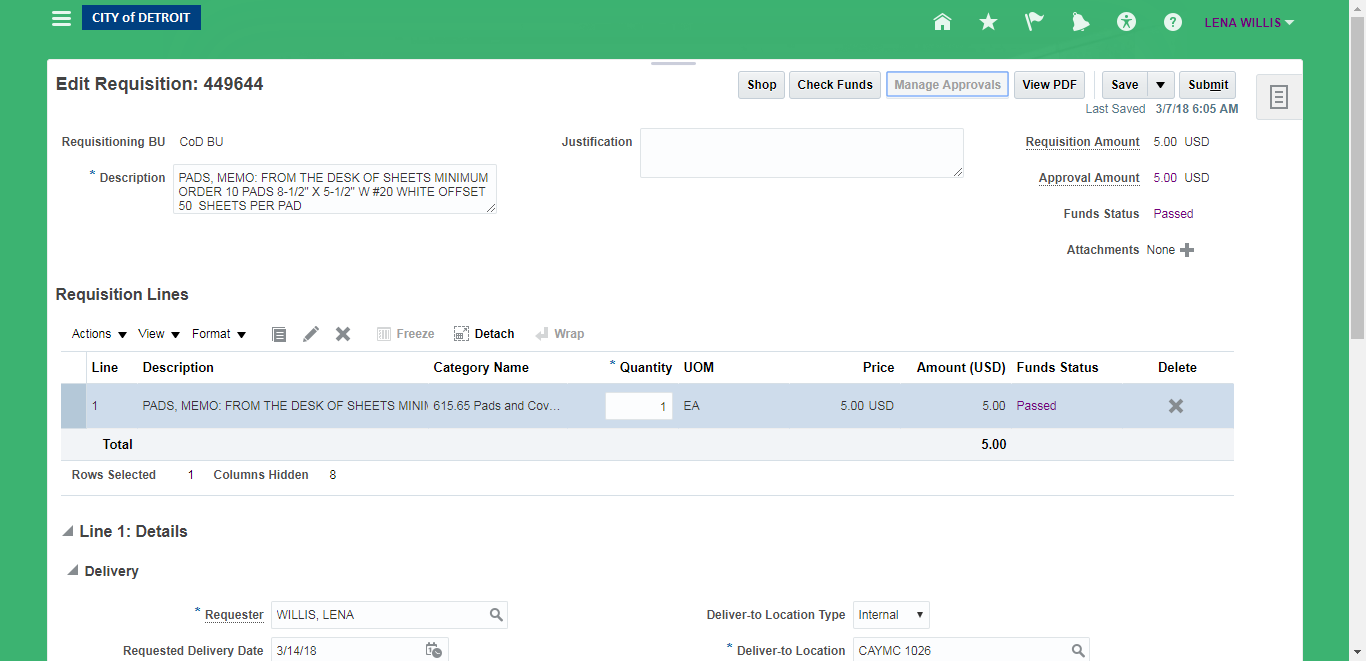 CITY of DETROIT
LENA WILLIS
Edit Requisition: 449644
Shop
Check Funds
Manage Approvals
View PDF
Save
Submit
Last Saved 3/7/18 6:05 AM
Requisitioning BU CoD BU
Justification
Requisition Amount 5.00 USD
* Description
PADS, MEMO: FROM THE DESK OF SHEETS MINIMUM
ORDER 10 PADS 8-1/2" X 5-1/2" W #20 WHITE OFFSET
50 SHEETS PER PAD
Approval Amount 5.00 USD
Funds Status Passed
Attachments None
Requisition Lines
Actions View Format Freeze Detach Wrap
Line Description Category Name * Quantity UOM Price Amount (USD) Funds Status Delete
1 PADS, MEMO: FROM THE DESK OF SHEETS MINI 615.65 Pads and Cov... 1 EA 5.00 USD 5.00 Passed
Total 5.00
Rows Selected 1 Columns Hidden 8
Line 1: Details
Delivery
* Requester WILLIS, LENA
Deliver-to Location Type Internal
Requested Delivery Date 3/14/18
* Deliver-to Location CAYMC 1026